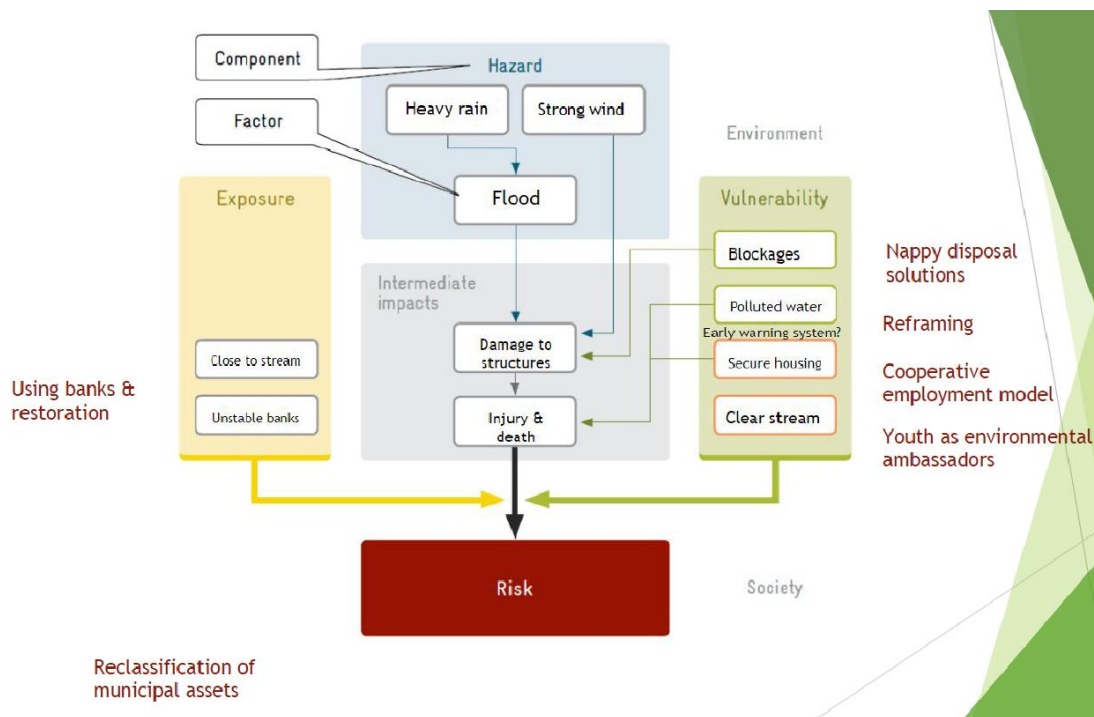 Component
Hazard
Heavy rain
Strong wind
Factor
Environment
Exposure
Flood
Vulnerability
Blockages
Nappy disposal
solutions
Intermediate
impacts
Polluted water
Early warning system?
Reframing
Damage to
structures
Close to stream
Secure housing
Using banks &
restoration
Cooperative
employment model
Unstable banks
Injury &
death
Clear stream
Youth as environmental
ambassadors
Risk
Society
Reclassification of
municipal assets